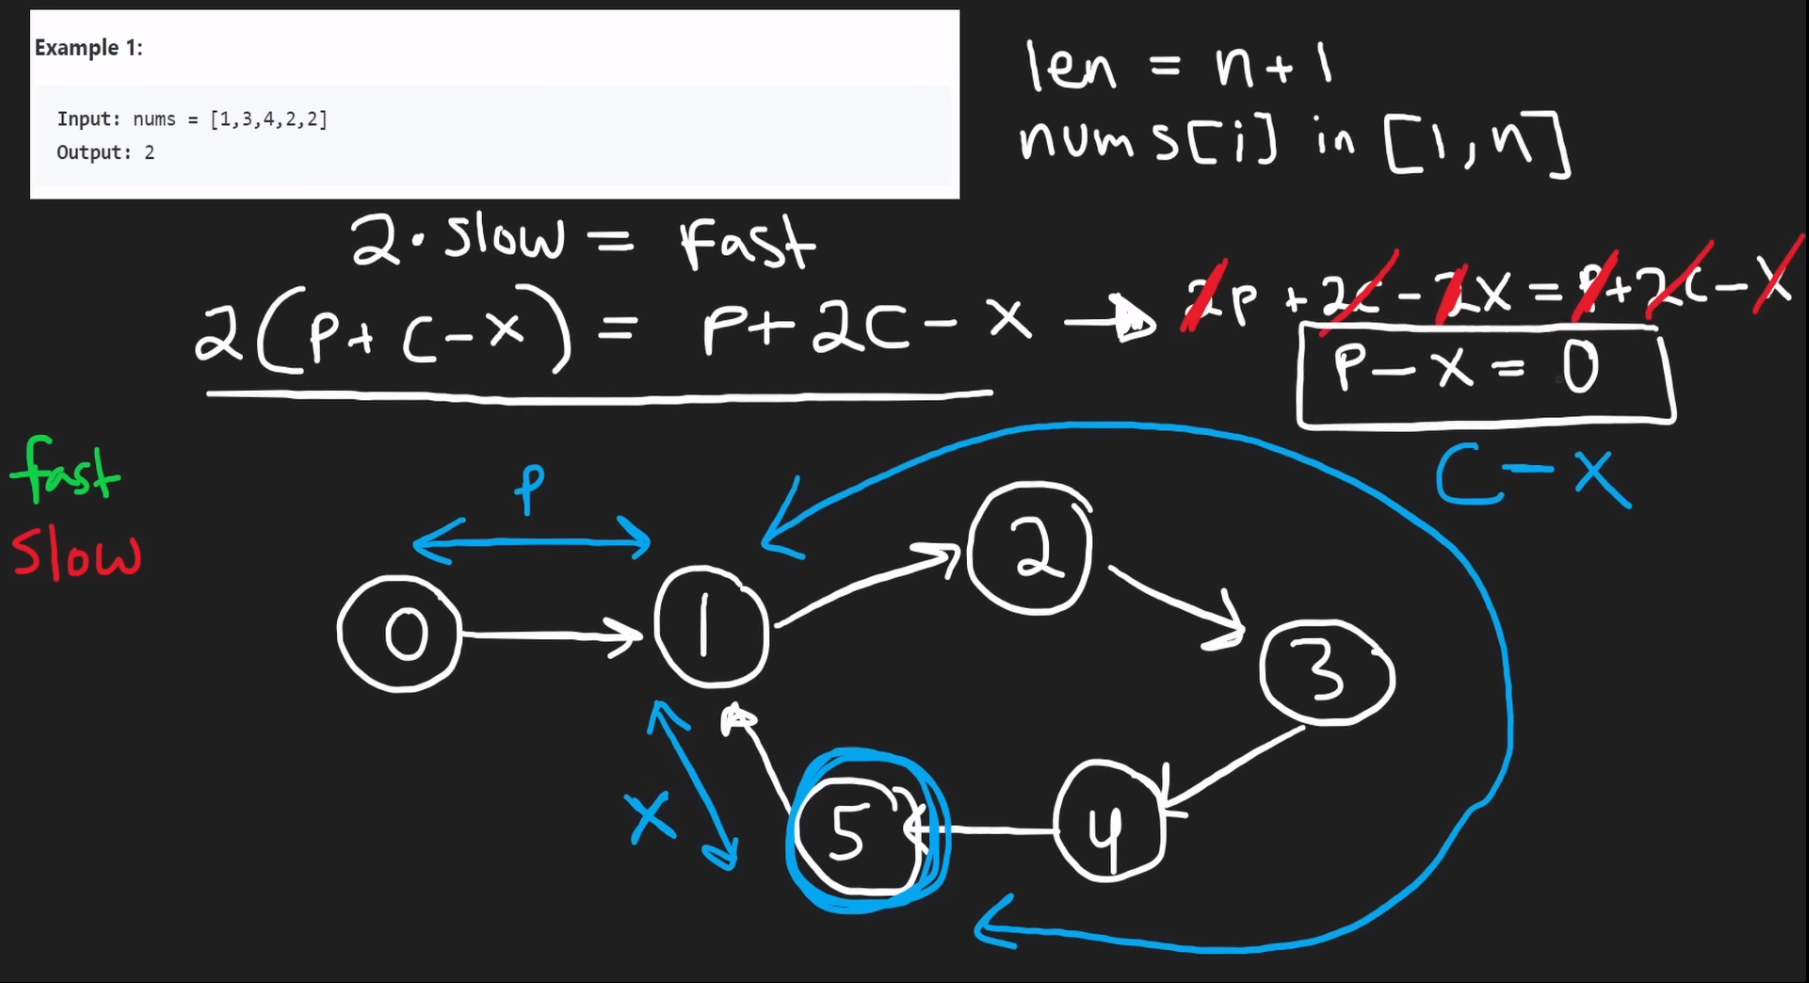 Example 1:
Input: nums = [1,3,4,2,2]
Output: 2
len = n+1
nums[i] in [1,n]
2·slow = Fast
2(P+C-X) = P+2C-X → 2P+2C-2X=P+2C-X
P-X=0
C-X
fast
slow
P
0
1
2
3
4
5
X